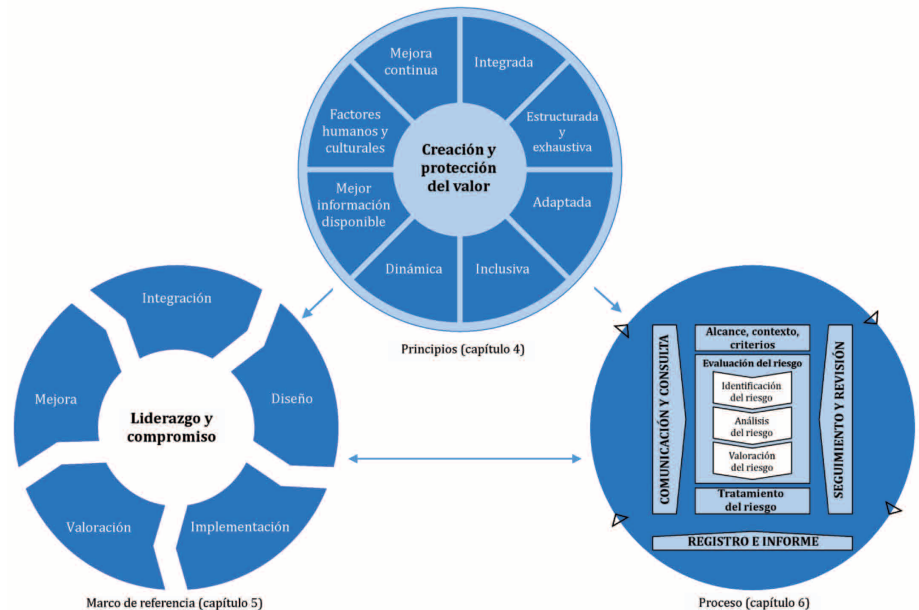 Mejora
continua
Integrada
Estructurada
y
exhaustiva
Adaptada
Inclusiva
Dinámica
Mejor
información
disponible
Factores
humanos y
culturales
Creación y
protección
del valor
Principios (capítulo 4)
Integración
Diseño
Implementación
Valoración
Mejora
Liderazgo y
compromiso
Marco de referencia (capítulo 5)
COMUNICACIÓN Y CONSULTA
Alcance, contexto,
criterios
Evaluación del riesgo
Identificación
del riesgo
Análisis
del riesgo
Valoración
del riesgo
Tratamiento
del riesgo
SEGUIMIENTO Y REVISIÓN
REGISTRO E INFORME
Proceso (capítulo 6)